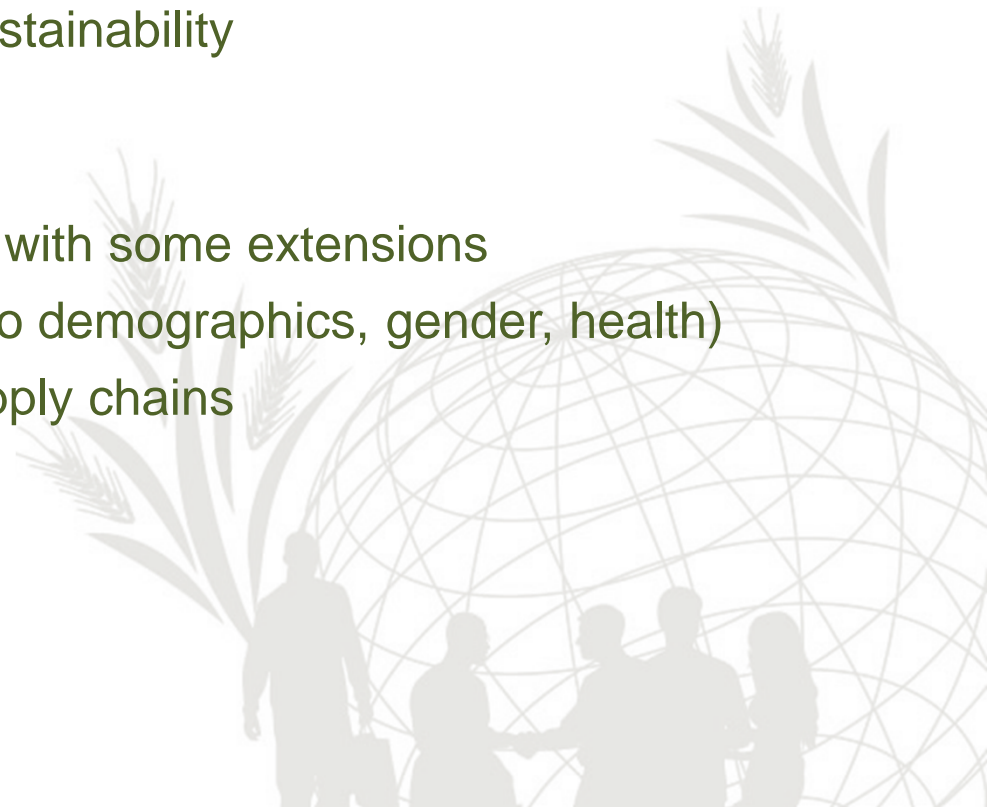 stainability
with some extensions
o demographics, gender, health)
pply chains